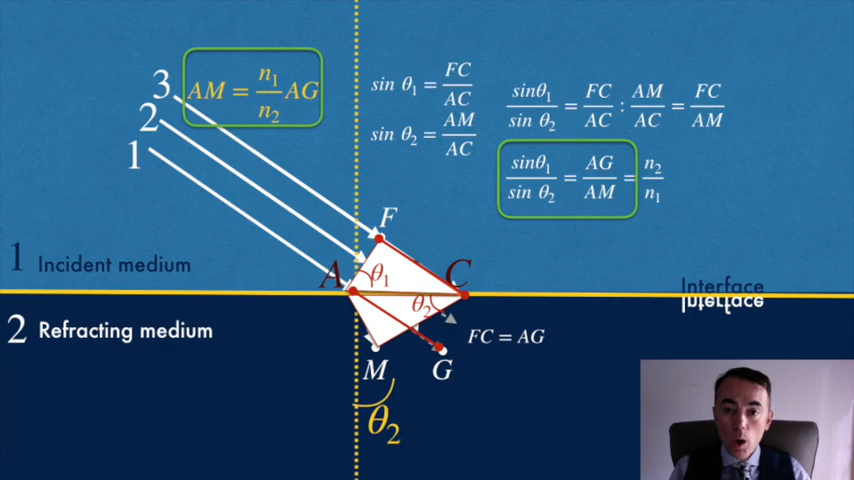 3
2
1
AM = n₁/n₂ AG
sin θ₁ = FC/AC
sin θ₂ = AM/AC
sinθ₁/sin θ₂ = FC/AC : AM/AC = FC/AM
sinθ₁/sin θ₂ = AG/AM = n₂/n₁
F
A
θ₁
C
θ₂
1 Incident medium
Interface
Interface
2 Refracting medium
FC = AG
M
G
θ₂